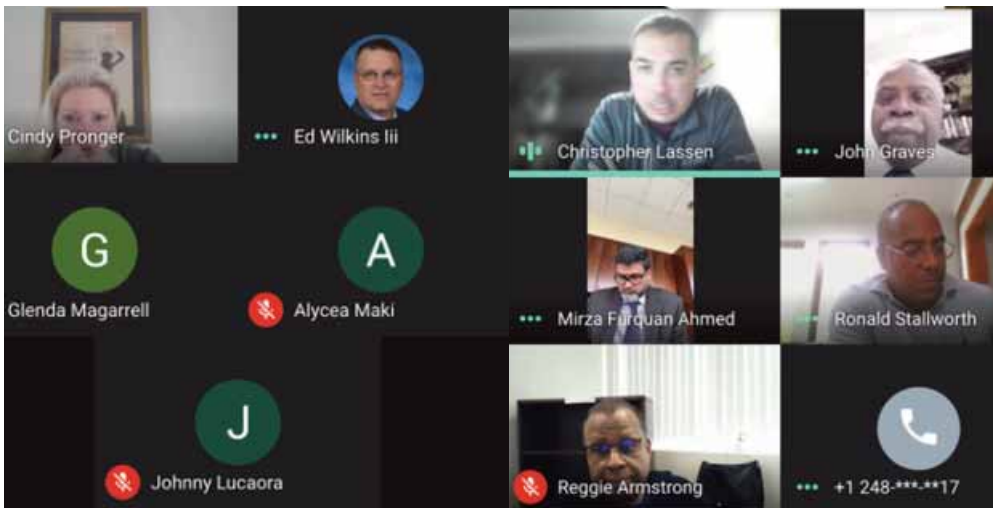 Cindy Pronger
Ed Wilkins Iii
G
Glenda Magarrell
A
Alycea Maki
J
Johnny Lucaora
Christopher Lassen
John Graves
Mirza Furquan Ahmed
Ronald Stallworth
Reggie Armstrong
+1 248-***-**17